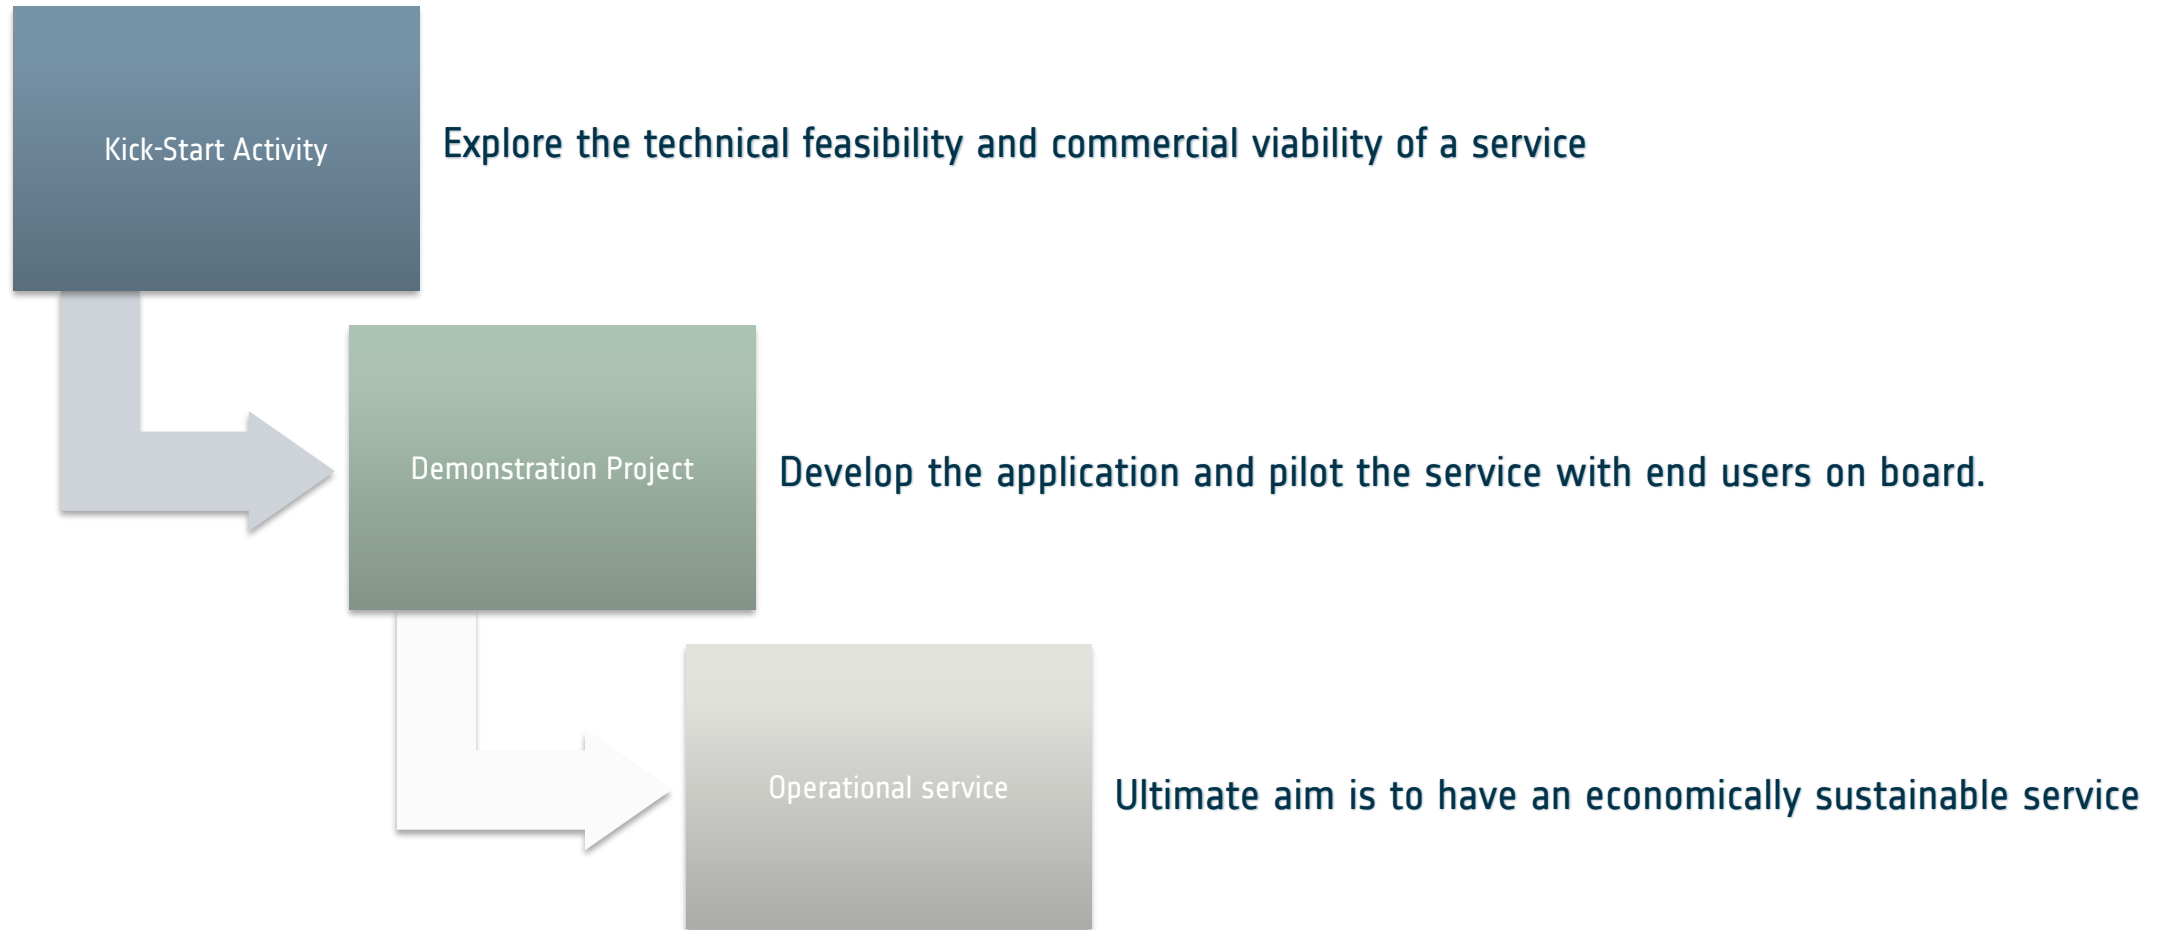 Kick-Start Activity
Explore the technical feasibility and commercial viability of a service
Demonstration Project
Develop the application and pilot the service with end users on board.
Operational service
Ultimate aim is to have an economically sustainable service